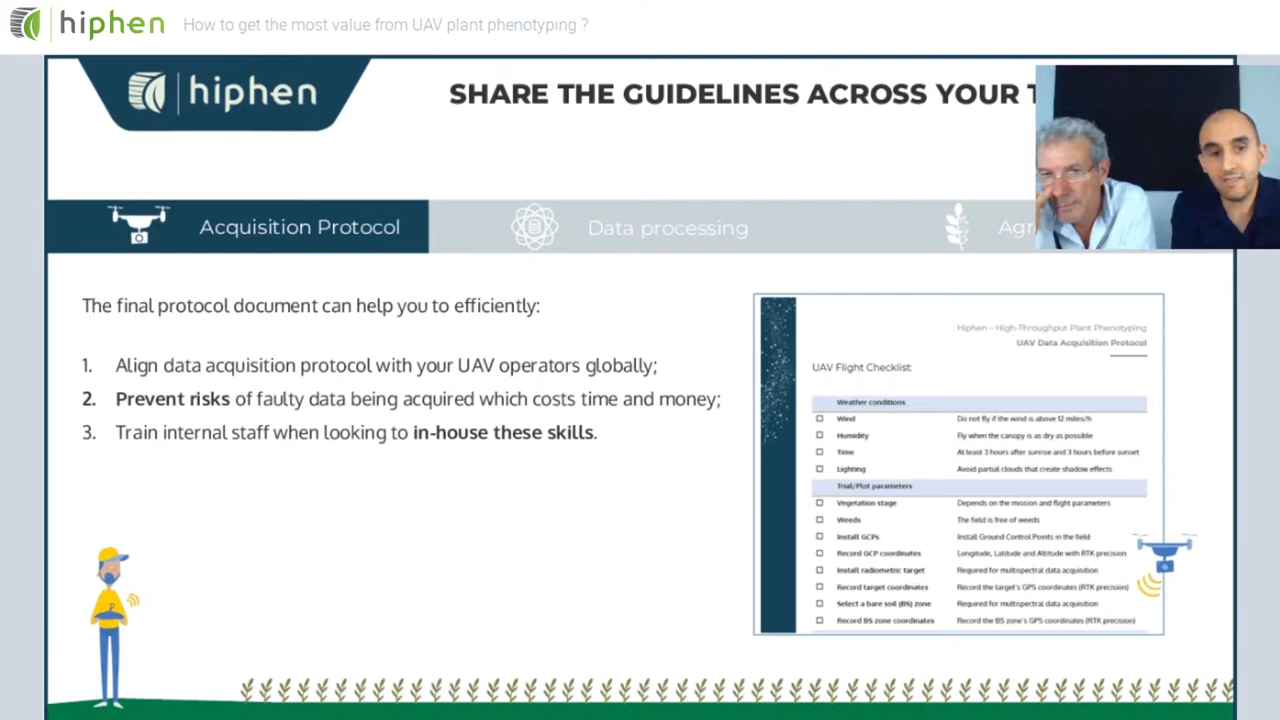 hiphen How to get the most value from UAV plant phenotyping ?
hiphen
SHARE THE GUIDELINES ACROSS YOUR
Acquisition Protocol
Data processing
The final protocol document can help you to efficiently:
1. Align data acquisition protocol with your UAV operators globally;
2. Prevent risks of faulty data being acquired which costs time and money;
3. Train internal staff when looking to in-house these skills.
Hiphen – High-Throughput Plant Phenotyping
UAV Data Acquisition Protocol
UAV Flight Checklist:
Weather conditions
Wind Do not fly if the wind is above 12 miles/h
Humidity Fly when the canopy is as dry as possible
Time At least 3 hours after sunrise and 3 hours before sunset
Lighting Avoid partial clouds that create shadow effects
Trial/Plot parameters
Vegetation stage Depends on the mission and flight parameters
Weeds The field is free of weeds
Install GCPs Install Ground Control Points in the field
Record GCP coordinates Longitude, Latitude and Altitude with RTK precision
Install radiometric target Required for multispectral data acquisition
Record target coordinates Record the target's GPS coordinates (RTK precision)
Select a bare soil (BS) zone Required for multispectral data acquisition
Record BS zone coordinates Record the BS zone's GPS coordinates (RTK precision)